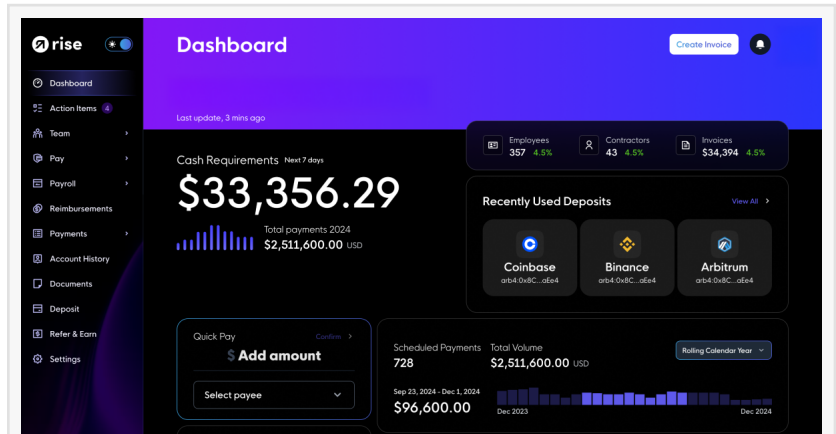 rise
Dashboard
Action Items 4
Team
Pay
Payroll
Reimbursements
Payments
Account History
Documents
Deposit
Refer & Earn
Settings
Dashboard
Create Invoice
Last update, 3 mins ago
Employees
357 4.5%
Contractors
43 4.5%
Invoices
$34,394 4.5%
Cash Requirements Next 7 days
$33,356.29
Total payments 2024
$2,511,600.00 USD
Recently Used Deposits
View All
Coinbase
arb4:0x8C...aEe4
Binance
arb4:0x8C...aEe4
Arbitrum
arb4:0x8C...aEe4
Quick Pay
Confirm
$ Add amount
Select payee
Scheduled Payments
728
Total Volume
$2,511,600.00 USD
Rolling Calendar Year
Sep 23, 2024 - Dec 1, 2024
$96,600.00
Dec 2023
Dec 2024